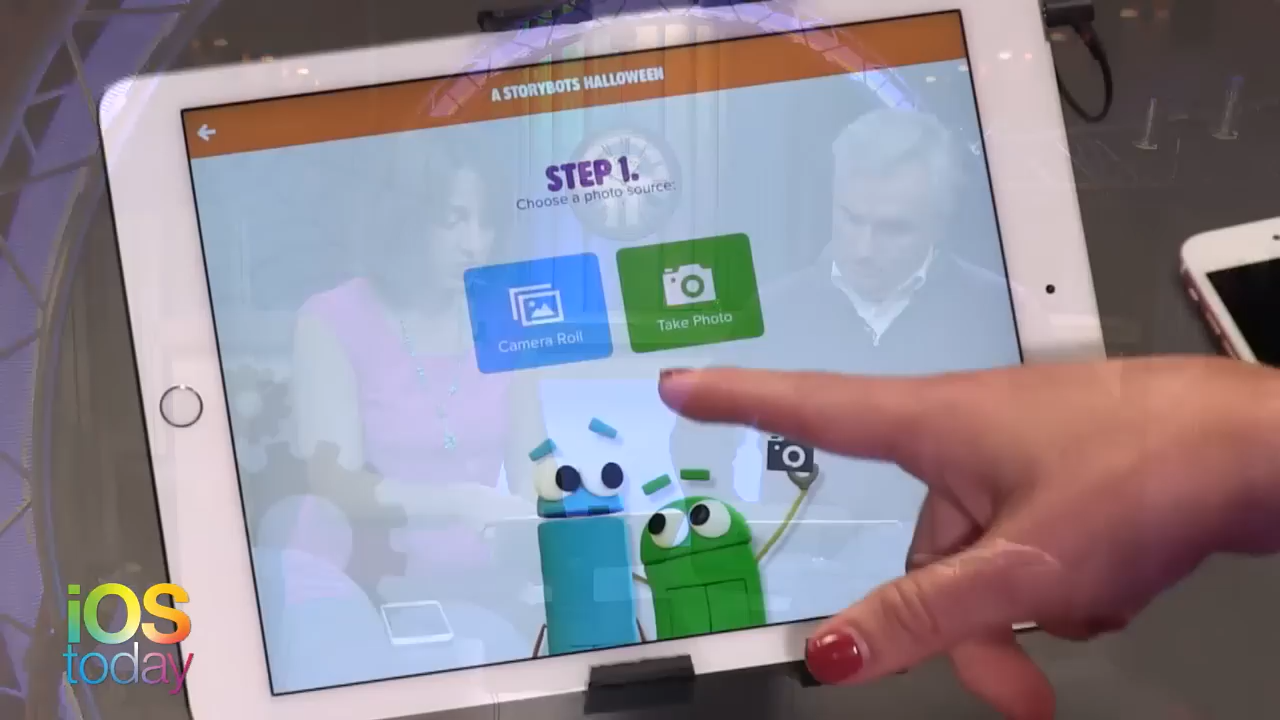 A STORYBOTS HALLOWEEN
STEP 1.
Choose a photo source:
Camera Roll
Take Photo
iOS
today